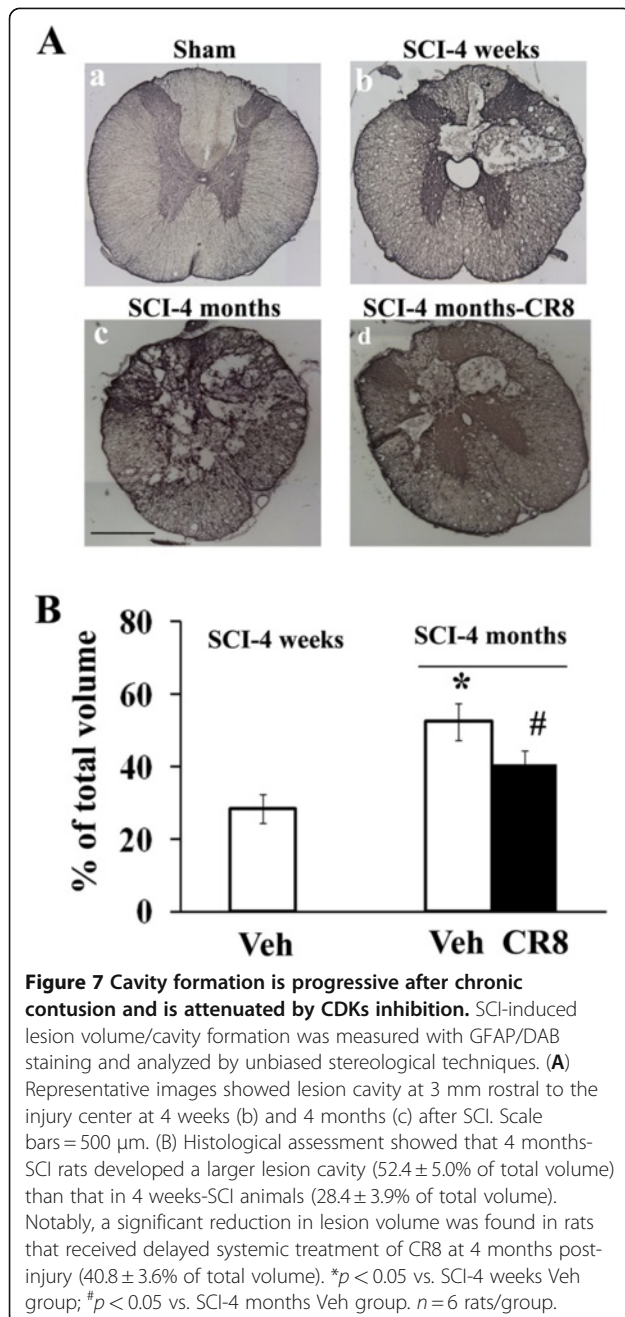 A
Sham
SCI-4 weeks
a
b
SCI-4 months
SCI-4 months-CR8
c
d
B
% of total volume
80
60
40
20
0
SCI-4 weeks
SCI-4 months
*
#
Veh
Veh
CR8
Figure 7 Cavity formation is progressive after chronic
contusion and is attenuated by CDKs inhibition. SCI-induced
lesion volume/cavity formation was measured with GFAP/DAB
staining and analyzed by unbiased stereological techniques. (A)
Representative images showed lesion cavity at 3 mm rostral to the
injury center at 4 weeks (b) and 4 months (c) after SCI. Scale
bars = 500 μm. (B) Histological assessment showed that 4 months-
SCI rats developed a larger lesion cavity (52.4 ± 5.0% of total volume)
than that in 4 weeks-SCI animals (28.4 ± 3.9% of total volume).
Notably, a significant reduction in lesion volume was found in rats
that received delayed systemic treatment of CR8 at 4 months post-
injury (40.8 ± 3.6% of total volume). *p < 0.05 vs. SCI-4 weeks Veh
group; #p < 0.05 vs. SCI-4 months Veh group. n = 6 rats/group.